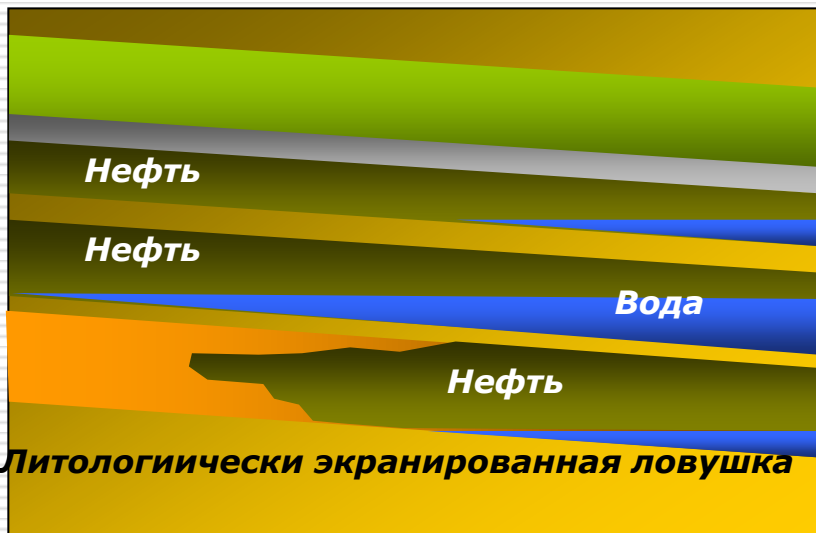 Нефть
Нефть
Вода
Нефть
Литологиически экранированная ловушка